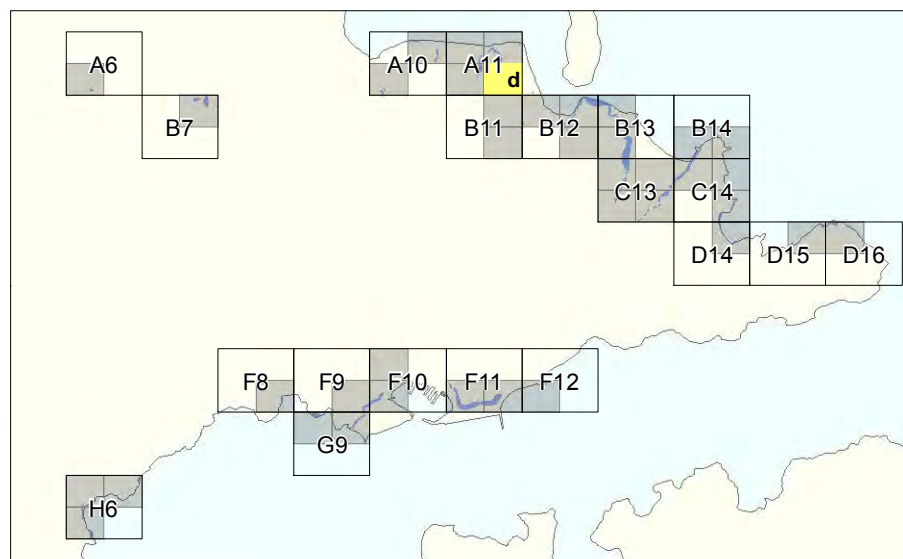 A6 A10 A11
d
B7 B11 B12 B13 B14
C13 C14
D14 D15 D16
F8 F9 F10 F11 F12
G9
H6